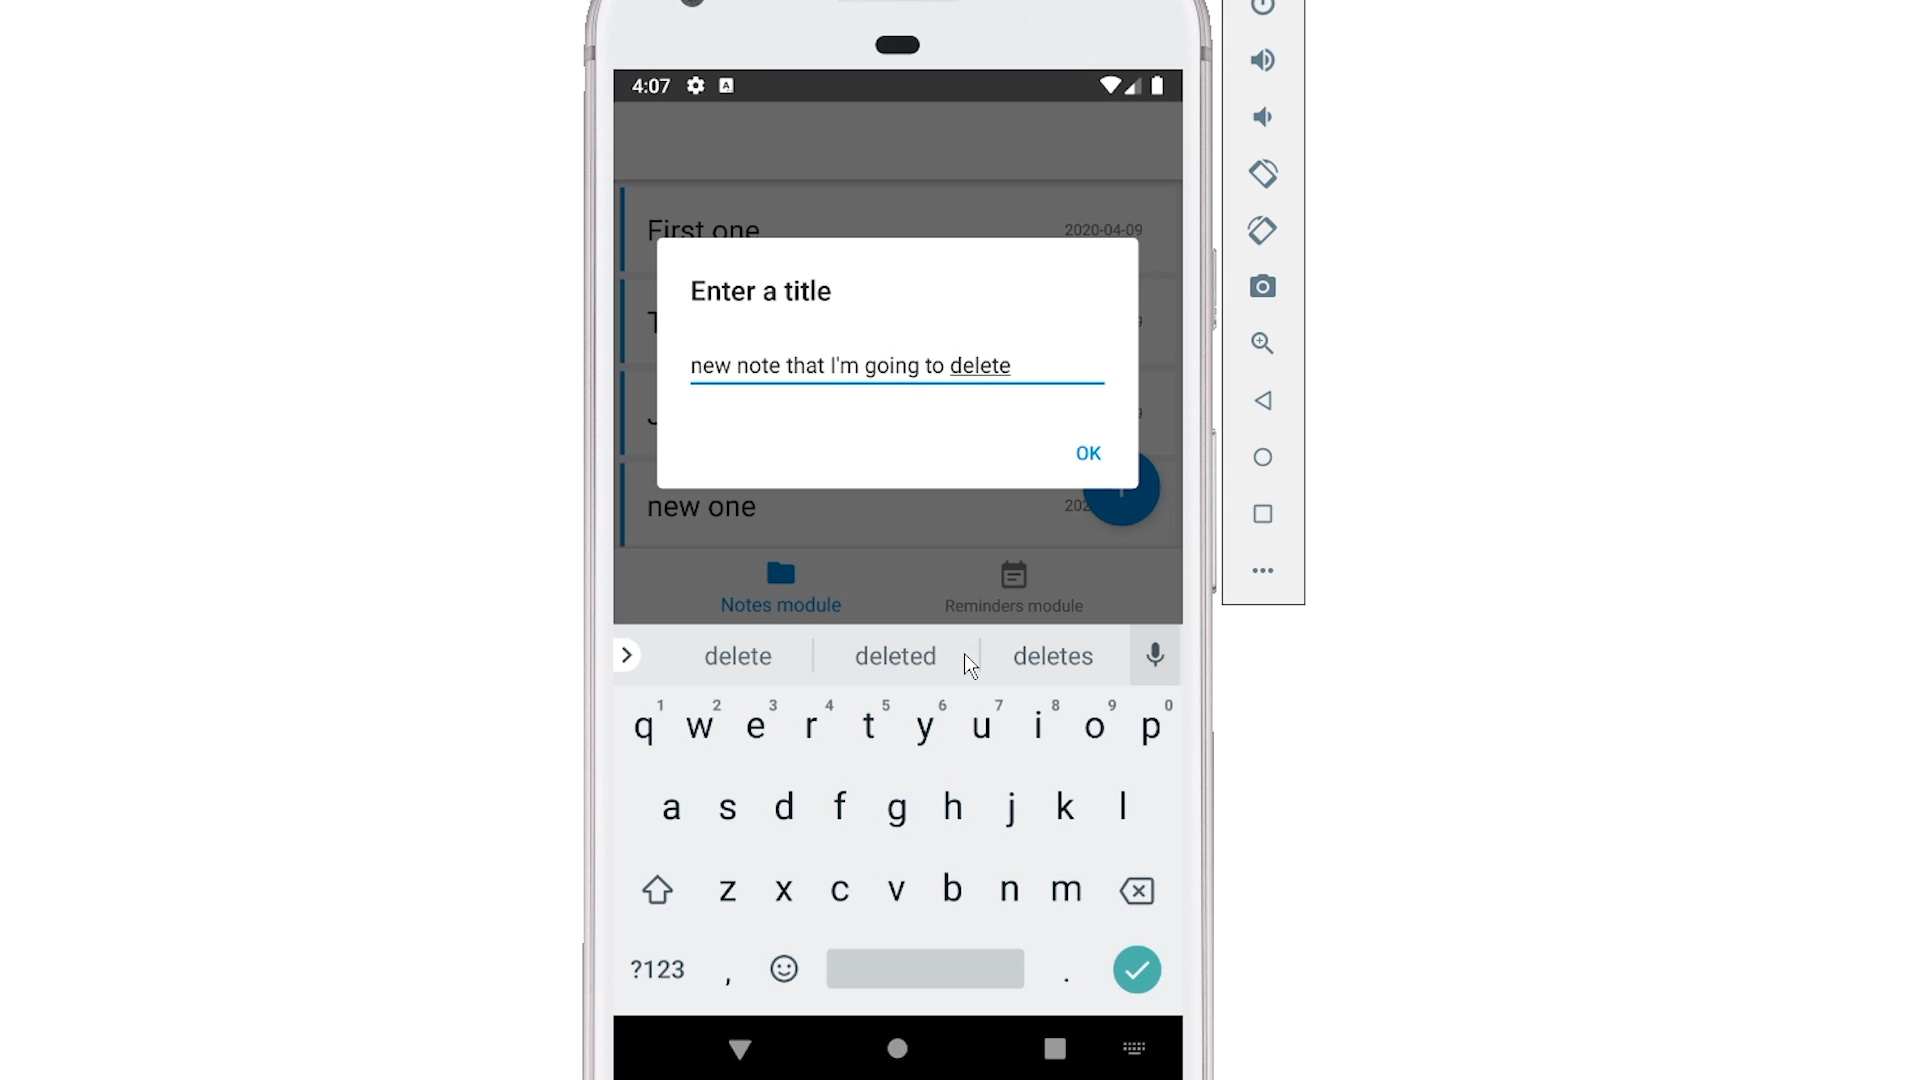 4:07 A
First one 2020-04-09
Enter a title
new note that I'm going to delete
OK
new one 202
Notes module Reminders module
delete deleted deletes
1 2 3 4 5 6 7 8 9 0
q w e r t y u i o p
a s d f g h j k l
z x c v b n m
?123 , .